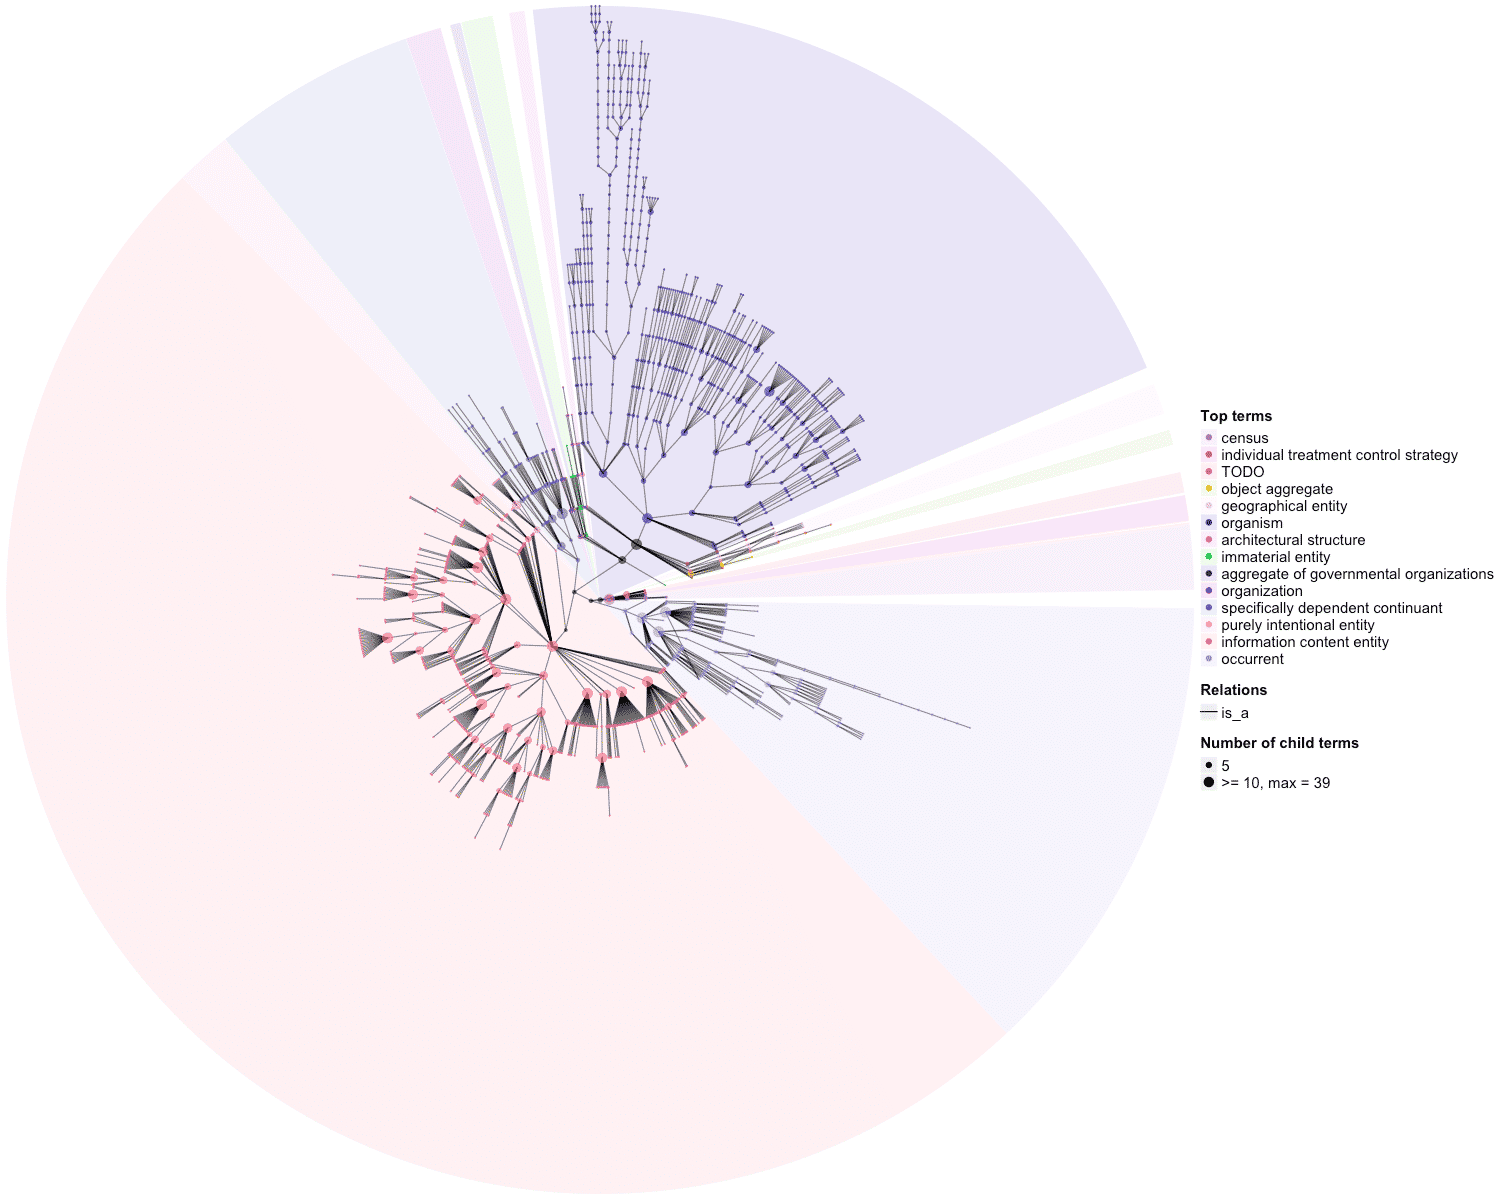 Top terms
census
individual treatment control strategy
TODO
object aggregate
geographical entity
organism
architectural structure
immaterial entity
aggregate of governmental organizations
organization
specifically dependent continuant
purely intentional entity
information content entity
occurrent
Relations
is_a
Number of child terms
5
>= 10, max = 39